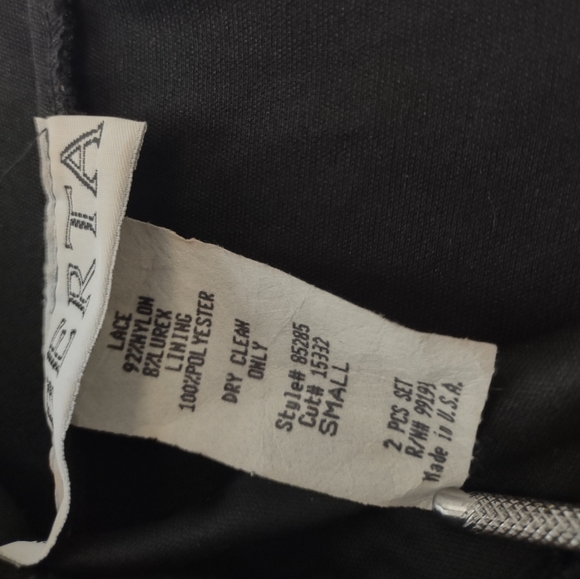 ERTA
LACE
92%NYLON
8%LUREX
LINING
100%POLYESTER
DRY CLEAN
ONLY
Style# 85285
Cut# 15332
SMALL
2 PCS SET
R/N# 99191
Made in U.S.A.